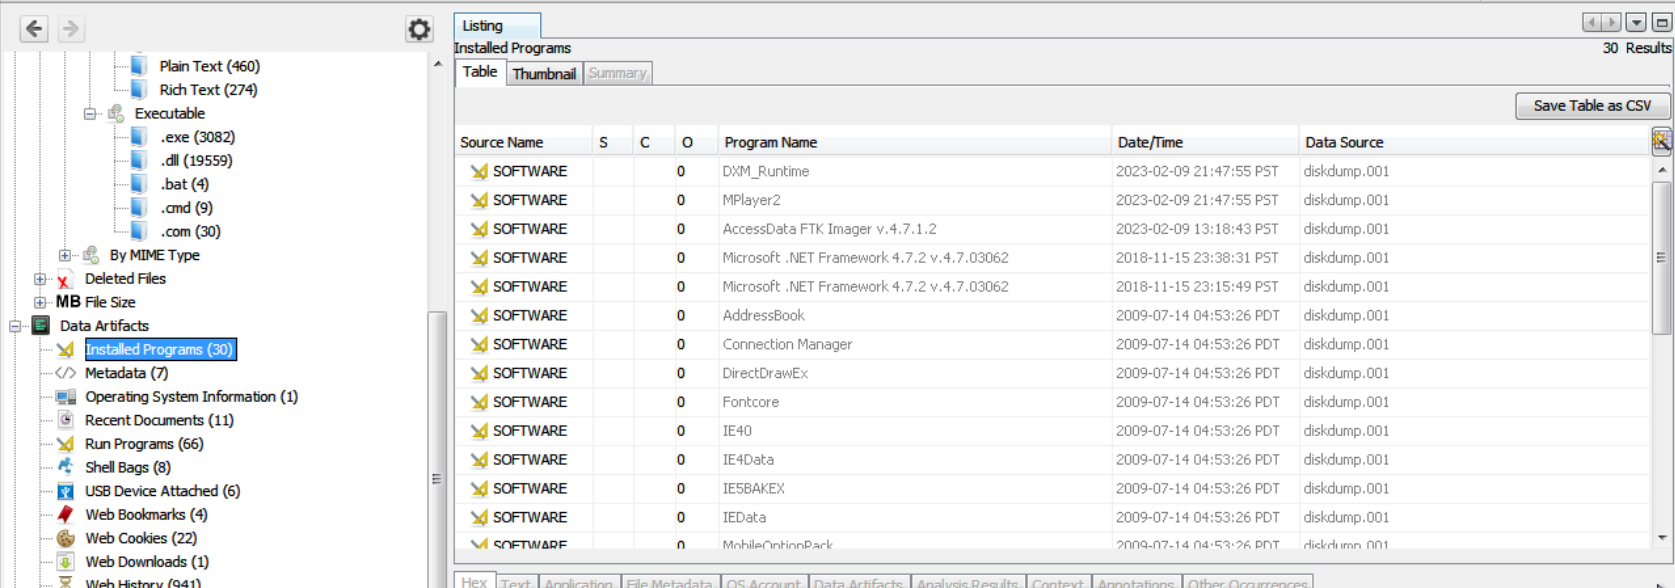 Plain Text (460)
Rich Text (274)
Executable
.exe (3082)
.dll (19559)
.bat (4)
.cmd (9)
.com (30)
By MIME Type
Deleted Files
MB File Size
Data Artifacts
Installed Programs (30)
Metadata (7)
Operating System Information (1)
Recent Documents (11)
Run Programs (66)
Shell Bags (8)
USB Device Attached (6)
Web Bookmarks (4)
Web Cookies (22)
Web Downloads (1)
Web History (941)
Listing
Installed Programs 30 Results
Table Thumbnail Summary
Save Table as CSV
Source Name S C O Program Name Date/Time Data Source
SOFTWARE 0 DXM_Runtime 2023-02-09 21:47:55 PST diskdump.001
SOFTWARE 0 MPlayer2 2023-02-09 21:47:55 PST diskdump.001
SOFTWARE 0 AccessData FTK Imager v.4.7.1.2 2023-02-09 13:18:43 PST diskdump.001
SOFTWARE 0 Microsoft .NET Framework 4.7.2 v.4.7.03062 2018-11-15 23:38:31 PST diskdump.001
SOFTWARE 0 Microsoft .NET Framework 4.7.2 v.4.7.03062 2018-11-15 23:15:49 PST diskdump.001
SOFTWARE 0 AddressBook 2009-07-14 04:53:26 PDT diskdump.001
SOFTWARE 0 Connection Manager 2009-07-14 04:53:26 PDT diskdump.001
SOFTWARE 0 DirectDrawEx 2009-07-14 04:53:26 PDT diskdump.001
SOFTWARE 0 Fontcore 2009-07-14 04:53:26 PDT diskdump.001
SOFTWARE 0 IE40 2009-07-14 04:53:26 PDT diskdump.001
SOFTWARE 0 IE4Data 2009-07-14 04:53:26 PDT diskdump.001
SOFTWARE 0 IE5BAKEX 2009-07-14 04:53:26 PDT diskdump.001
SOFTWARE 0 IEData 2009-07-14 04:53:26 PDT diskdump.001
SOFTWARE 0 MobileOptionPack 2009-07-14 04:53:26 PDT diskdump.001
Hex Text Application File Metadata OS Account Data Artifacts Analysis Results Context Annotations Other Occurrences